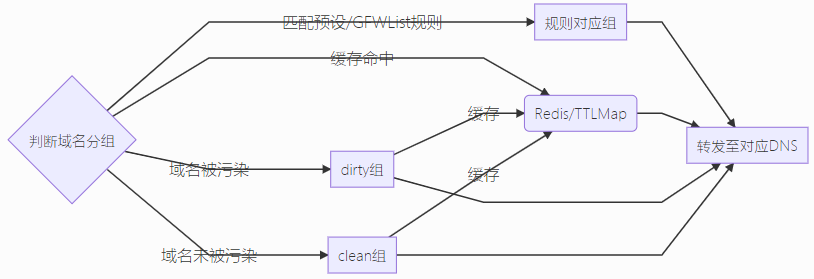 匹配预设/GFWList规则
规则对应组
缓存命中
缓存
Redis/TTLMap
判断域名分组
转发至对应DNS
域名被污染
dirty组
缓存
域名未被污染
clean组